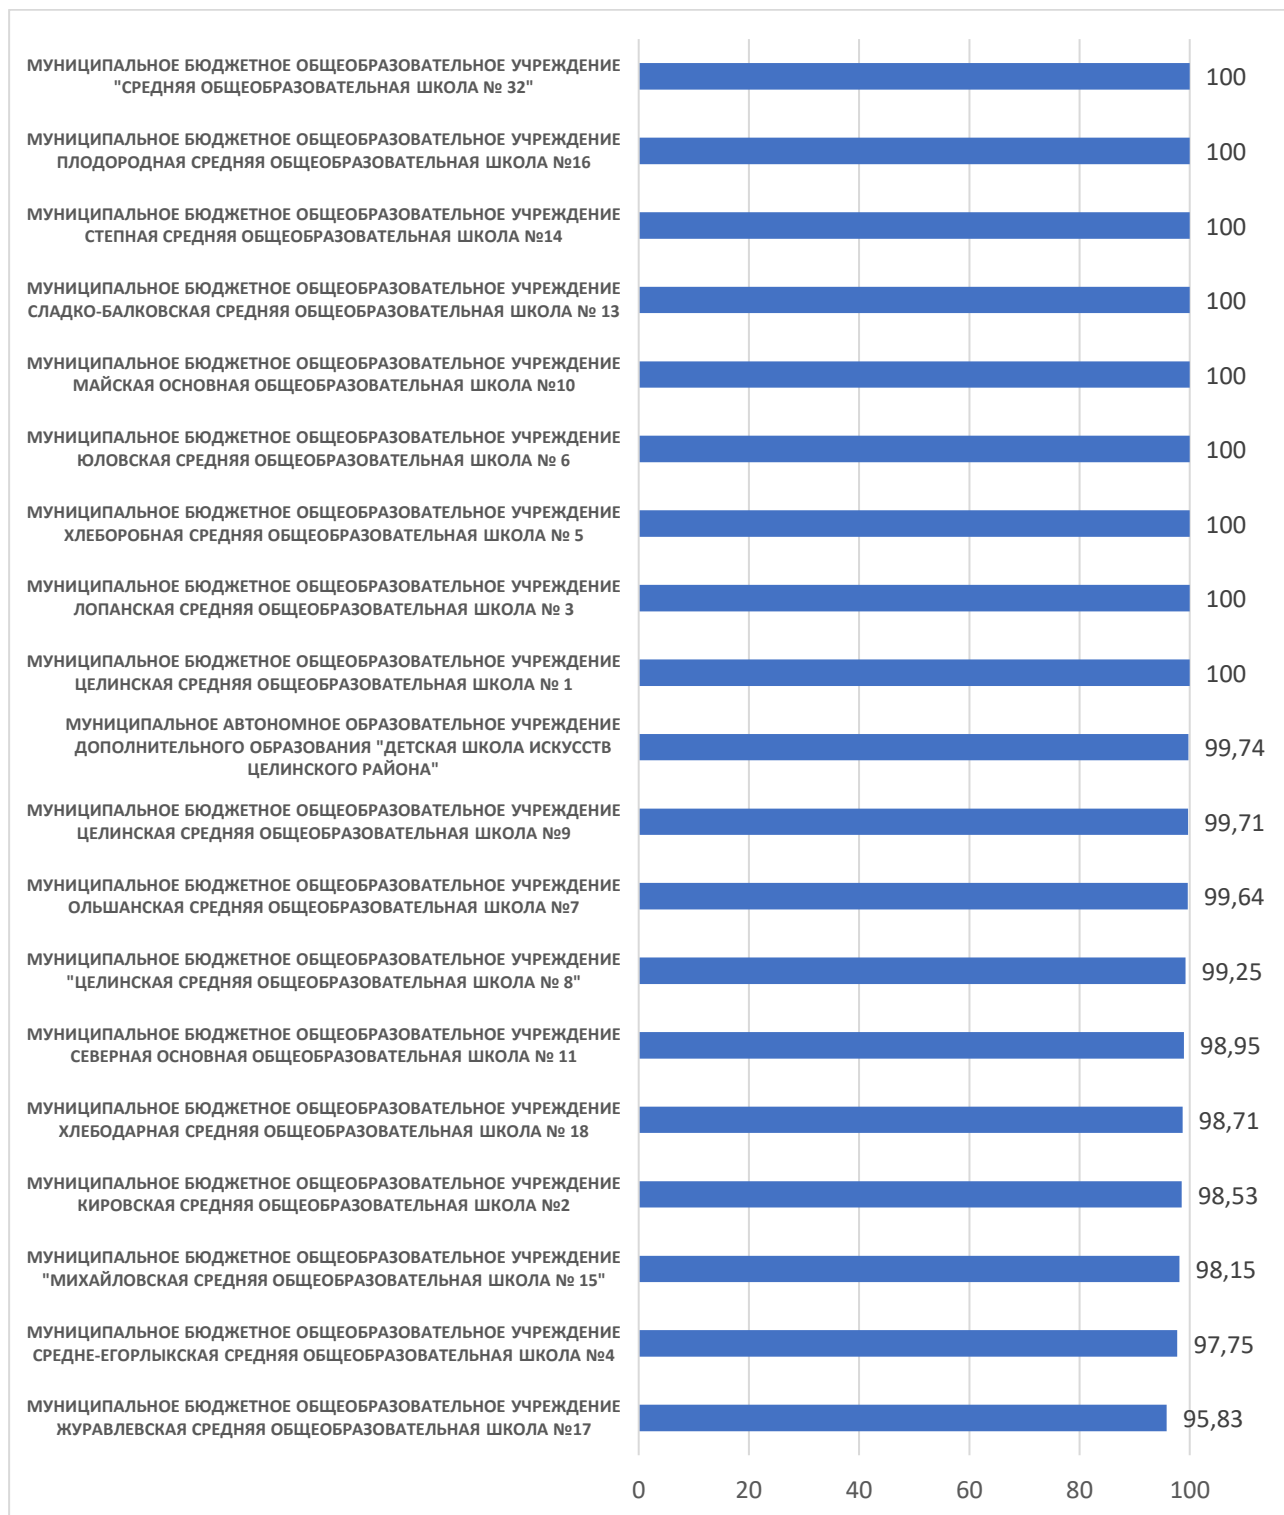 МУНИЦИПАЛЬНОЕ БЮДЖЕТНОЕ ОБЩЕОБРАЗОВАТЕЛЬНОЕ УЧРЕЖДЕНИЕ
"СРЕДНЯЯ ОБЩЕОБРАЗОВАТЕЛЬНАЯ ШКОЛА № 32"
100
МУНИЦИПАЛЬНОЕ БЮДЖЕТНОЕ ОБЩЕОБРАЗОВАТЕЛЬНОЕ УЧРЕЖДЕНИЕ
ПЛОДОРОДНАЯ СРЕДНЯЯ ОБЩЕОБРАЗОВАТЕЛЬНАЯ ШКОЛА №16
100
МУНИЦИПАЛЬНОЕ БЮДЖЕТНОЕ ОБЩЕОБРАЗОВАТЕЛЬНОЕ УЧРЕЖДЕНИЕ
СТЕПНАЯ СРЕДНЯЯ ОБЩЕОБРАЗОВАТЕЛЬНАЯ ШКОЛА №14
100
МУНИЦИПАЛЬНОЕ БЮДЖЕТНОЕ ОБЩЕОБРАЗОВАТЕЛЬНОЕ УЧРЕЖДЕНИЕ
СЛАДКО-БАЛКОВСКАЯ СРЕДНЯЯ ОБЩЕОБРАЗОВАТЕЛЬНАЯ ШКОЛА № 13
100
МУНИЦИПАЛЬНОЕ БЮДЖЕТНОЕ ОБЩЕОБРАЗОВАТЕЛЬНОЕ УЧРЕЖДЕНИЕ
МАЙСКАЯ ОСНОВНАЯ ОБЩЕОБРАЗОВАТЕЛЬНАЯ ШКОЛА №10
100
МУНИЦИПАЛЬНОЕ БЮДЖЕТНОЕ ОБЩЕОБРАЗОВАТЕЛЬНОЕ УЧРЕЖДЕНИЕ
ЮЛОВСКАЯ СРЕДНЯЯ ОБЩЕОБРАЗОВАТЕЛЬНАЯ ШКОЛА № 6
100
МУНИЦИПАЛЬНОЕ БЮДЖЕТНОЕ ОБЩЕОБРАЗОВАТЕЛЬНОЕ УЧРЕЖДЕНИЕ
ХЛЕБОРОБНАЯ СРЕДНЯЯ ОБЩЕОБРАЗОВАТЕЛЬНАЯ ШКОЛА № 5
100
МУНИЦИПАЛЬНОЕ БЮДЖЕТНОЕ ОБЩЕОБРАЗОВАТЕЛЬНОЕ УЧРЕЖДЕНИЕ
ЛОПАНСКАЯ СРЕДНЯЯ ОБЩЕОБРАЗОВАТЕЛЬНАЯ ШКОЛА № 3
100
МУНИЦИПАЛЬНОЕ БЮДЖЕТНОЕ ОБЩЕОБРАЗОВАТЕЛЬНОЕ УЧРЕЖДЕНИЕ
ЦЕЛИНСКАЯ СРЕДНЯЯ ОБЩЕОБРАЗОВАТЕЛЬНАЯ ШКОЛА № 1
100
МУНИЦИПАЛЬНОЕ АВТОНОМНОЕ ОБРАЗОВАТЕЛЬНОЕ УЧРЕЖДЕНИЕ
ДОПОЛНИТЕЛЬНОГО ОБРАЗОВАНИЯ "ДЕТСКАЯ ШКОЛА ИСКУССТВ
ЦЕЛИНСКОГО РАЙОНА"
99,74
МУНИЦИПАЛЬНОЕ БЮДЖЕТНОЕ ОБЩЕОБРАЗОВАТЕЛЬНОЕ УЧРЕЖДЕНИЕ
ЦЕЛИНСКАЯ СРЕДНЯЯ ОБЩЕОБРАЗОВАТЕЛЬНАЯ ШКОЛА №9
99,71
МУНИЦИПАЛЬНОЕ БЮДЖЕТНОЕ ОБЩЕОБРАЗОВАТЕЛЬНОЕ УЧРЕЖДЕНИЕ
ОЛЬШАНСКАЯ СРЕДНЯЯ ОБЩЕОБРАЗОВАТЕЛЬНАЯ ШКОЛА №7
99,64
МУНИЦИПАЛЬНОЕ БЮДЖЕТНОЕ ОБЩЕОБРАЗОВАТЕЛЬНОЕ УЧРЕЖДЕНИЕ
"ЦЕЛИНСКАЯ СРЕДНЯЯ ОБЩЕОБРАЗОВАТЕЛЬНАЯ ШКОЛА № 8"
99,25
МУНИЦИПАЛЬНОЕ БЮДЖЕТНОЕ ОБЩЕОБРАЗОВАТЕЛЬНОЕ УЧРЕЖДЕНИЕ
СЕВЕРНАЯ ОСНОВНАЯ ОБЩЕОБРАЗОВАТЕЛЬНАЯ ШКОЛА № 11
98,95
МУНИЦИПАЛЬНОЕ БЮДЖЕТНОЕ ОБЩЕОБРАЗОВАТЕЛЬНОЕ УЧРЕЖДЕНИЕ
ХЛЕБОДАРНАЯ СРЕДНЯЯ ОБЩЕОБРАЗОВАТЕЛЬНАЯ ШКОЛА № 18
98,71
МУНИЦИПАЛЬНОЕ БЮДЖЕТНОЕ ОБЩЕОБРАЗОВАТЕЛЬНОЕ УЧРЕЖДЕНИЕ
КИРОВСКАЯ СРЕДНЯЯ ОБЩЕОБРАЗОВАТЕЛЬНАЯ ШКОЛА №2
98,53
МУНИЦИПАЛЬНОЕ БЮДЖЕТНОЕ ОБЩЕОБРАЗОВАТЕЛЬНОЕ УЧРЕЖДЕНИЕ
"МИХАЙЛОВСКАЯ СРЕДНЯЯ ОБЩЕОБРАЗОВАТЕЛЬНАЯ ШКОЛА № 15"
98,15
МУНИЦИПАЛЬНОЕ БЮДЖЕТНОЕ ОБЩЕОБРАЗОВАТЕЛЬНОЕ УЧРЕЖДЕНИЕ
СРЕДНЕ-ЕГОРЛЫКСКАЯ СРЕДНЯЯ ОБЩЕОБРАЗОВАТЕЛЬНАЯ ШКОЛА №4
97,75
МУНИЦИПАЛЬНОЕ БЮДЖЕТНОЕ ОБЩЕОБРАЗОВАТЕЛЬНОЕ УЧРЕЖДЕНИЕ
ЖУРАВЛЕВСКАЯ СРЕДНЯЯ ОБЩЕОБРАЗОВАТЕЛЬНАЯ ШКОЛА №17
95,83
0 20 40 60 80 100